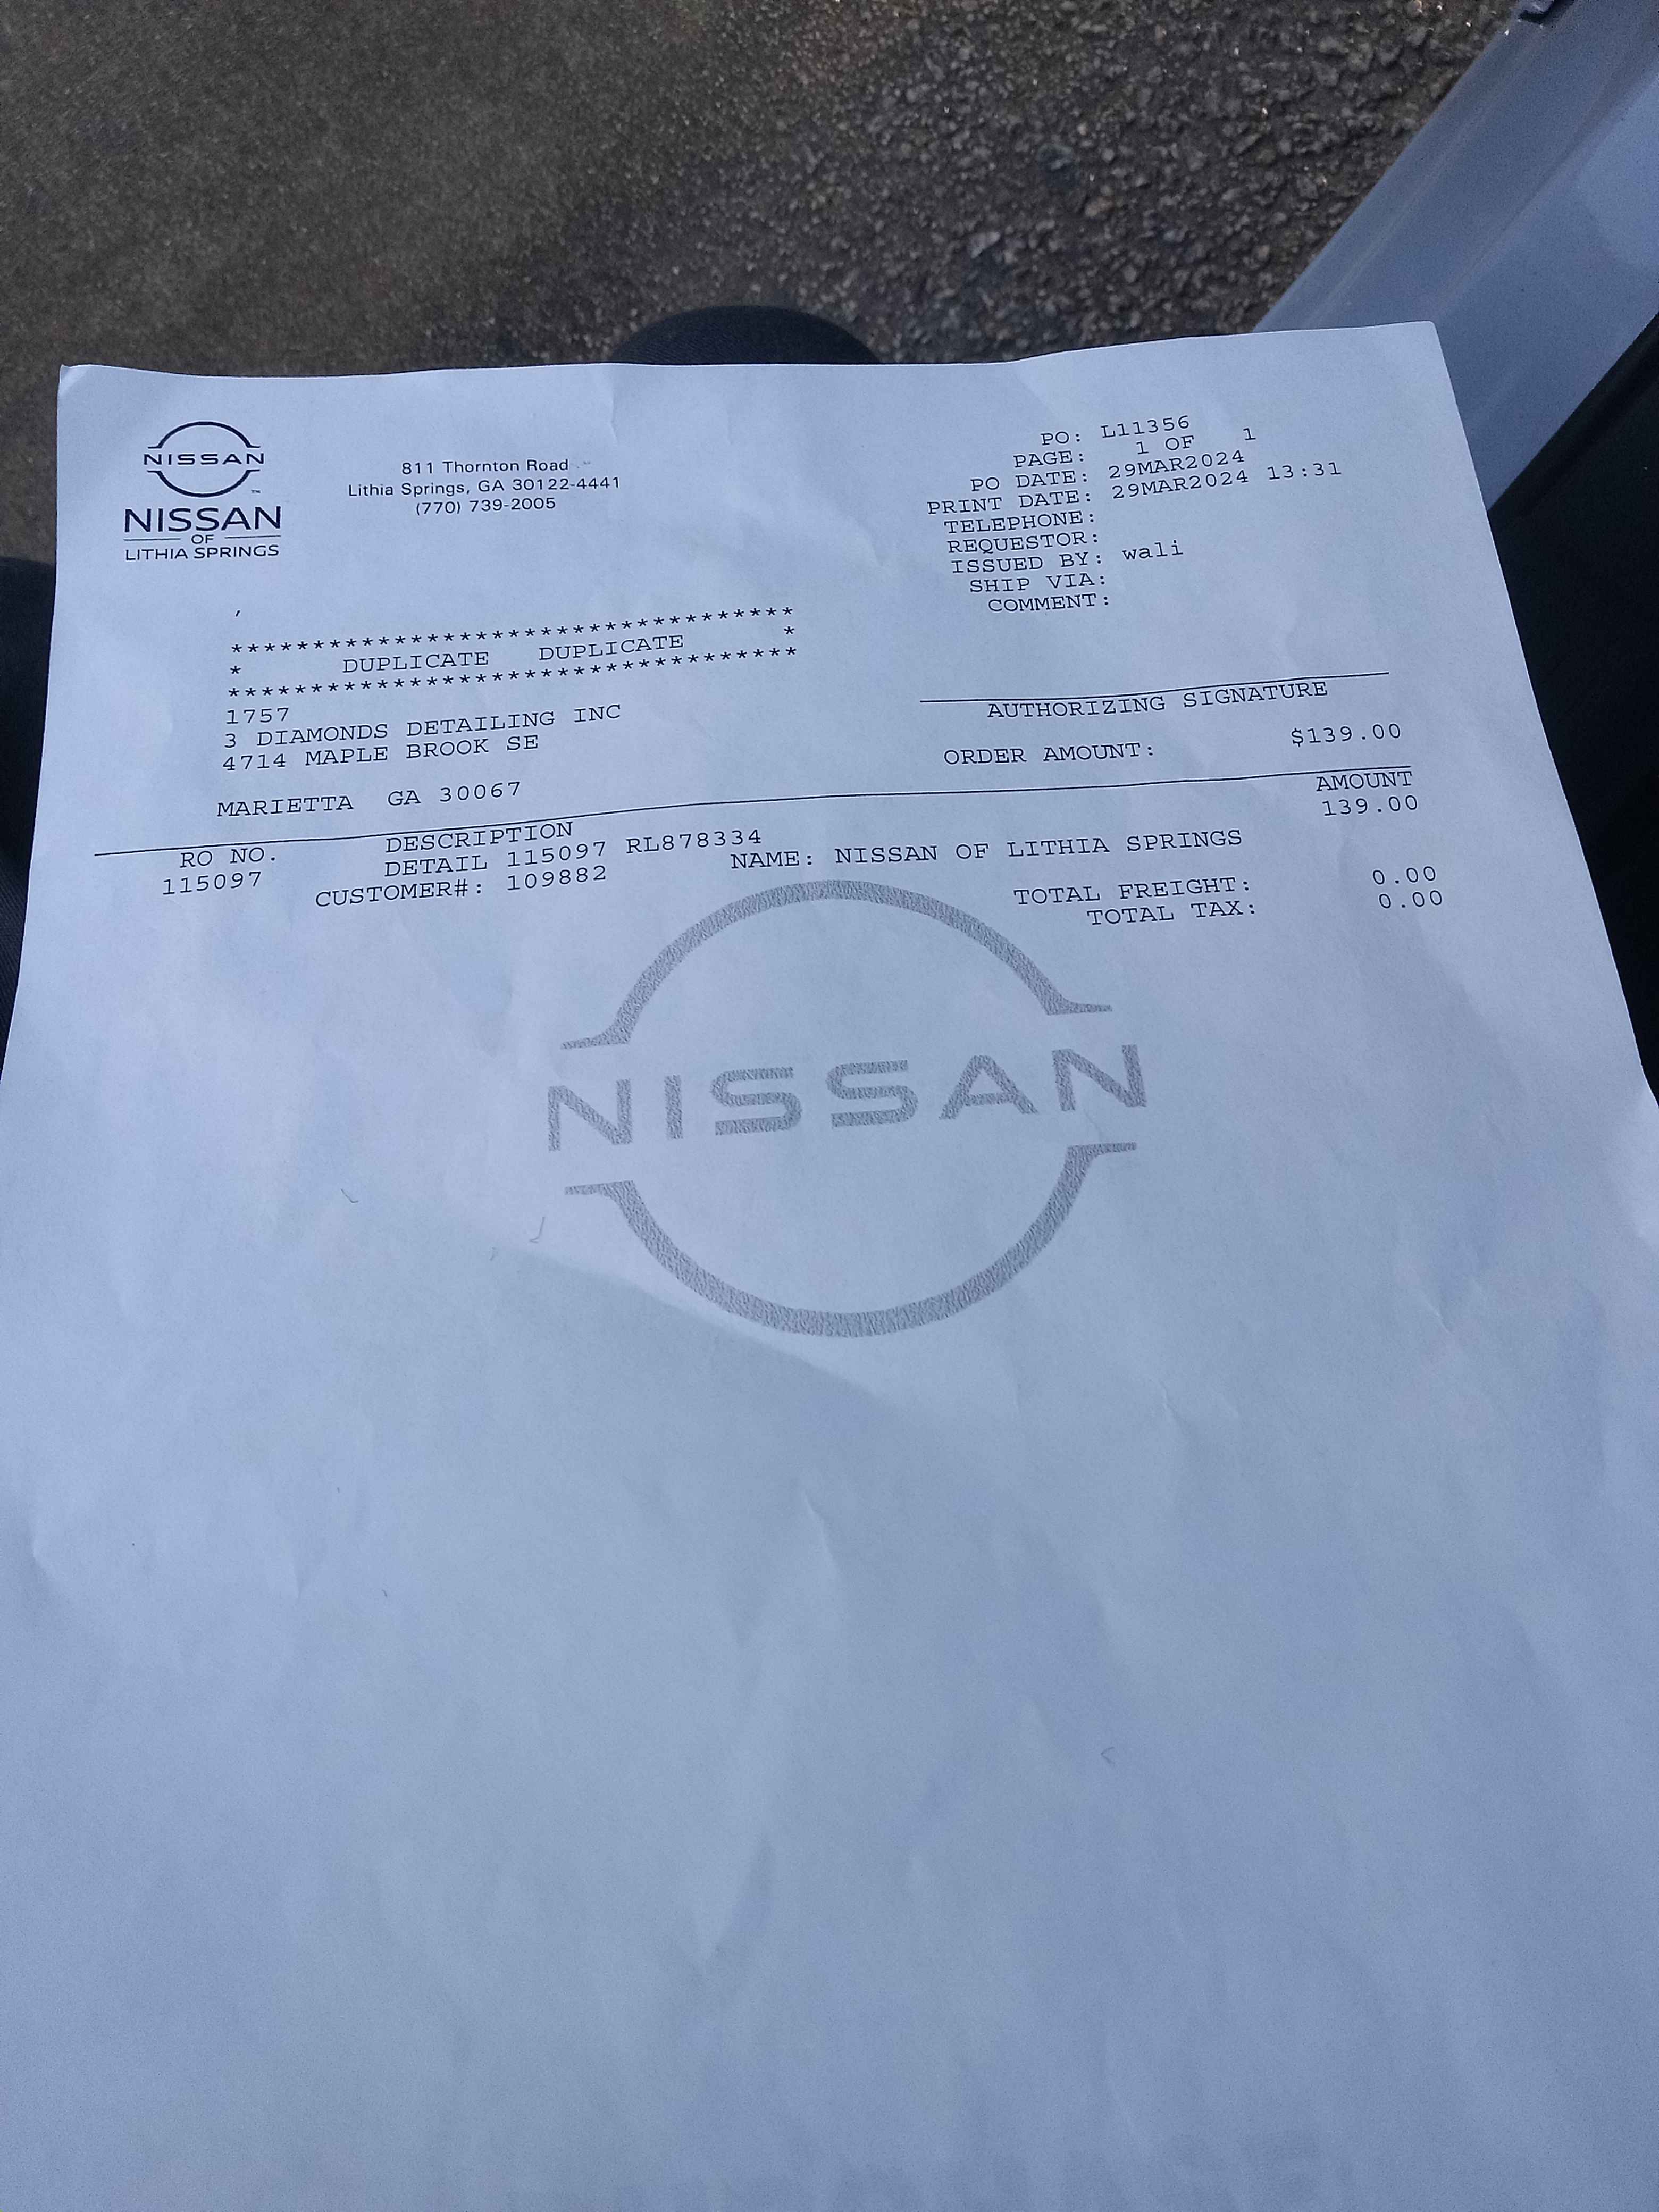 NISSAN
NISSAN
OF
LITHIA SPRINGS
811 Thornton Road
Lithia Springs, GA 30122-4441
(770) 739-2005
PO: L11356
PAGE: 1 OF 1
PO DATE: 29MAR2024
PRINT DATE: 29MAR2024 13:31
TELEPHONE:
REQUESTOR:
ISSUED BY: wali
SHIP VIA:
COMMENT:
,
***********************************
* DUPLICATE DUPLICATE *
***********************************
1757
3 DIAMONDS DETAILING INC
4714 MAPLE BROOK SE
MARIETTA GA 30067
AUTHORIZING SIGNATURE
ORDER AMOUNT: $139.00
RO NO. DESCRIPTION AMOUNT
115097 DETAIL 115097 RL878334 139.00
CUSTOMER#: 109882 NAME: NISSAN OF LITHIA SPRINGS
TOTAL FREIGHT: 0.00
TOTAL TAX: 0.00
NISSAN